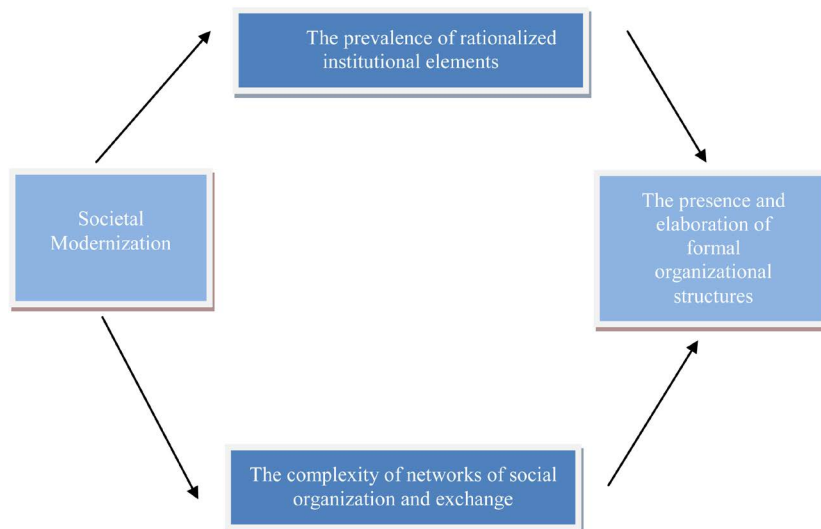 The prevalence of rationalized
institutional elements
Societal
Modernization
The presence and
elaboration of
formal
organizational
structures
The complexity of networks of social
organization and exchange